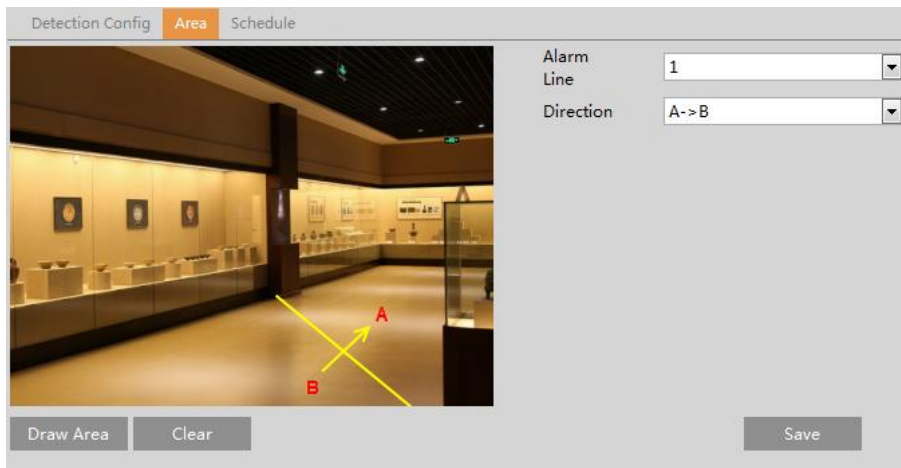 Detection Config Area Schedule
Alarm Line 1
Direction A->B
A
B
Draw Area Clear Save